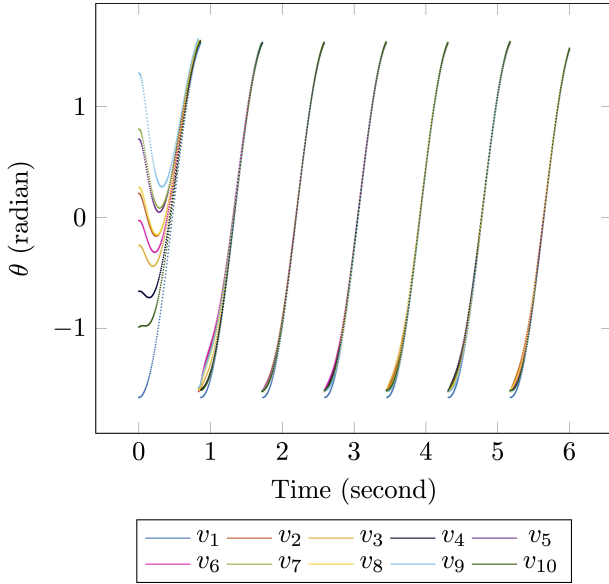 1
0
−1
θ (radian)
0 1 2 3 4 5 6
Time (second)
v1 v2 v3 v4 v5
v6 v7 v8 v9 v10